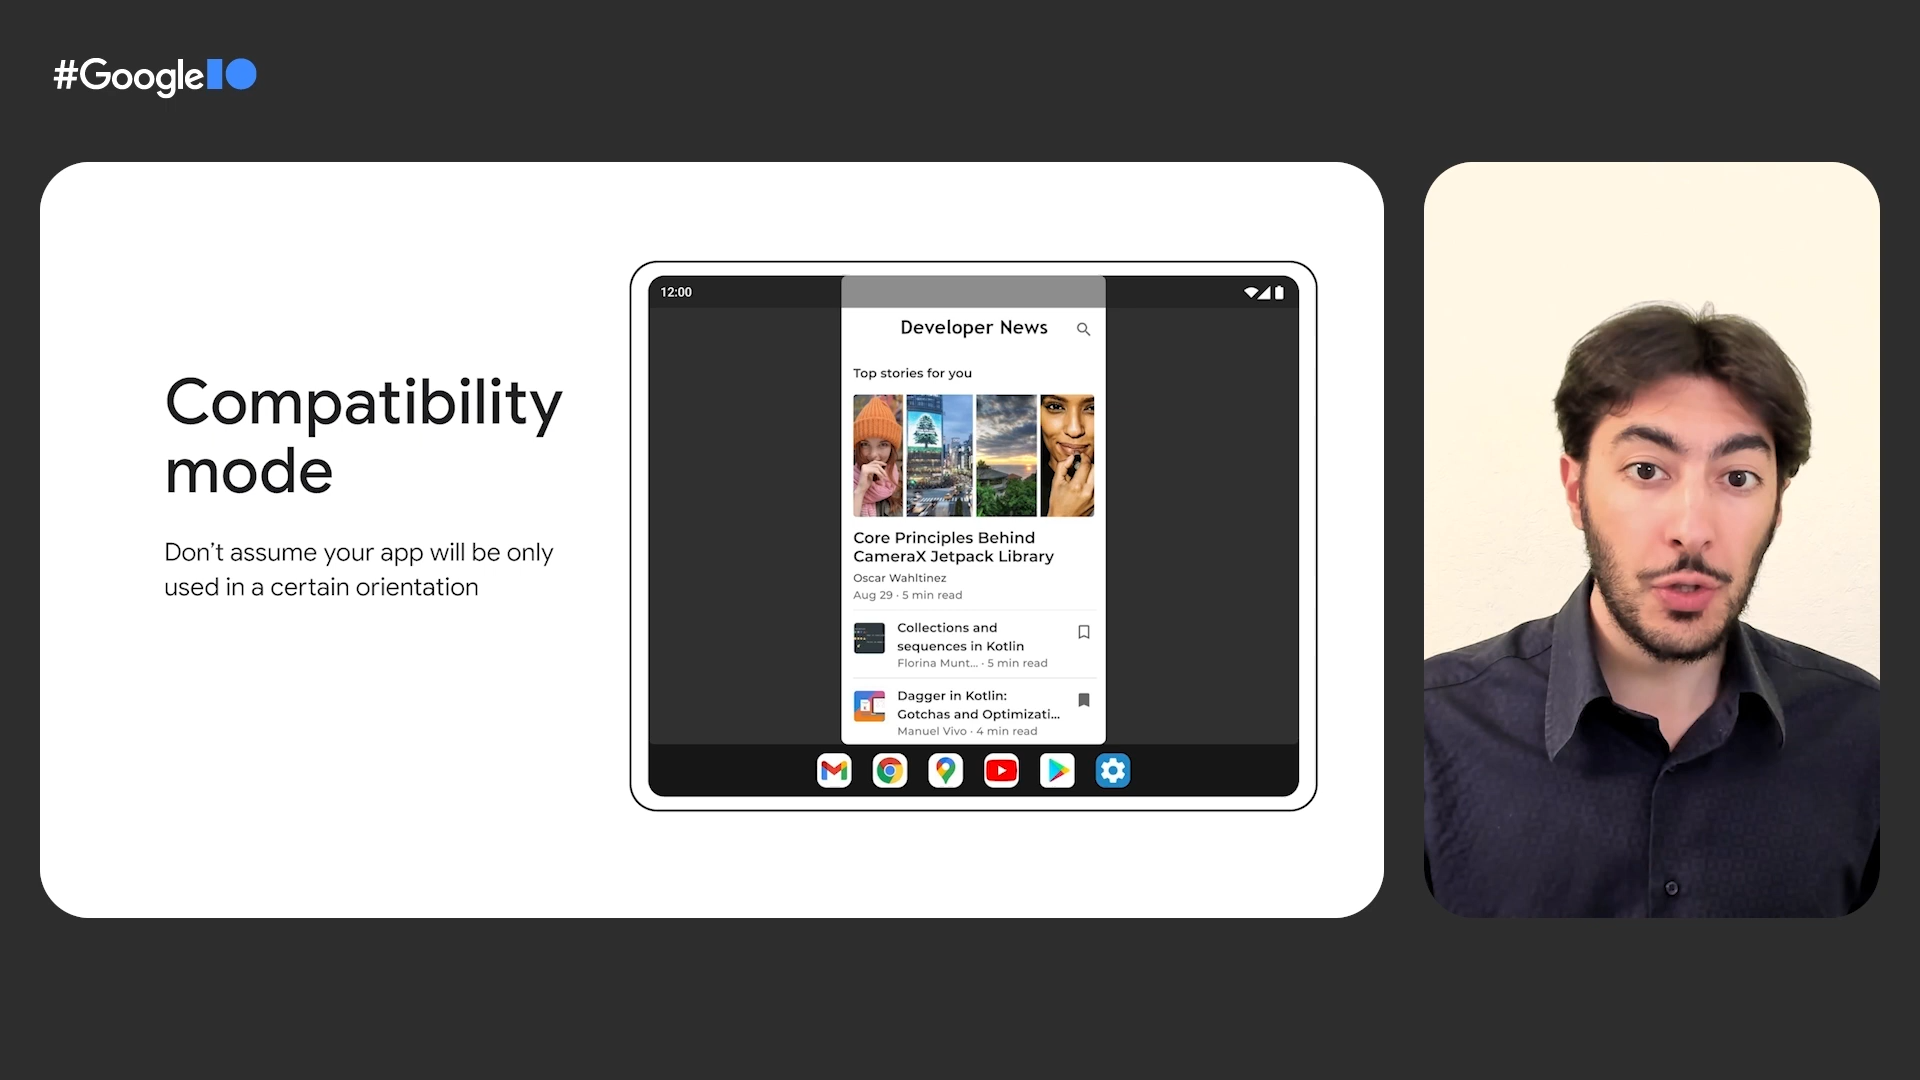 #GoogleIO
Compatibility
mode
Don’t assume your app will be only
used in a certain orientation
12:00
Developer News
Top stories for you
Core Principles Behind
CameraX Jetpack Library
Oscar Wahltinez
Aug 29 · 5 min read
Collections and
sequences in Kotlin
Florina Munt... · 5 min read
Dagger in Kotlin:
Gotchas and Optimizati...
Manuel Vivo · 4 min read